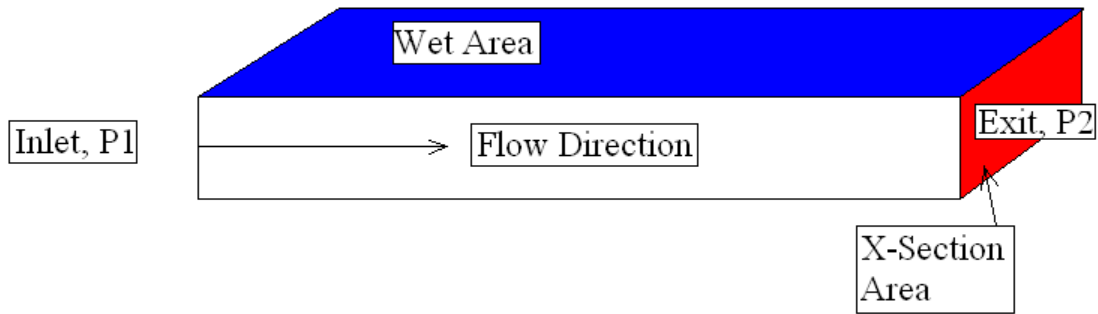 Wet Area
Inlet, P1
Flow Direction
Exit, P2
X-Section
Area